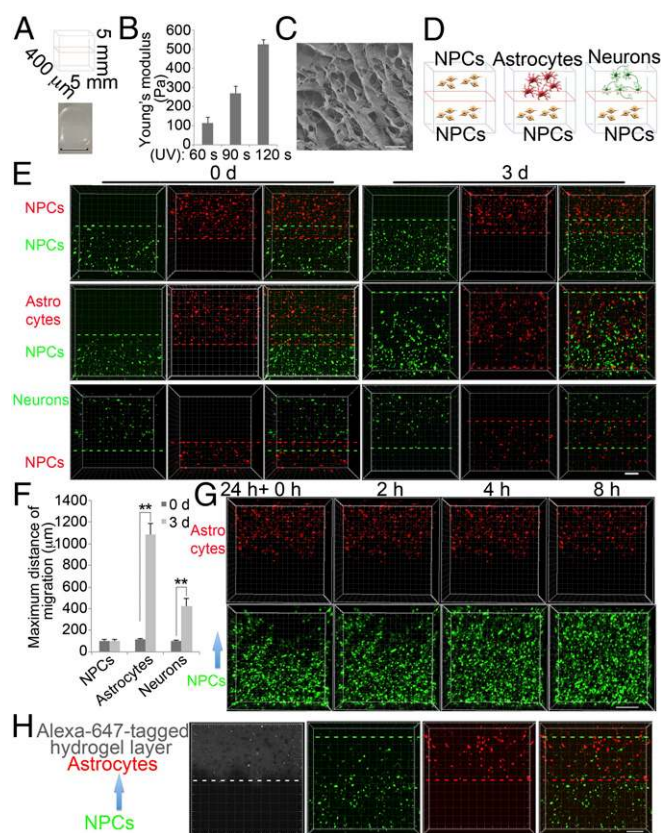 A
400 μm
5 mm
5 mm
B
Young's modulus
(Pa)
600
500
400
300
200
100
0
(UV): 60 s 90 s 120 s
C
D
NPCs Astrocytes Neurons
NPCs NPCs NPCs
E
0 d 3 d
NPCs
NPCs
Astro
cytes
NPCs
Neurons
NPCs
F
Maximum distance of
migration (μm)
1400
1200
1000
800
600
400
200
0
** 0 d
3 d
**
NPCs
Astrocytes
Neurons
G
24 h+ 0 h 2 h 4 h 8 h
Astro
cytes
NPCs
H
Alexa-647-tagged
hydrogel layer
Astrocytes
NPCs